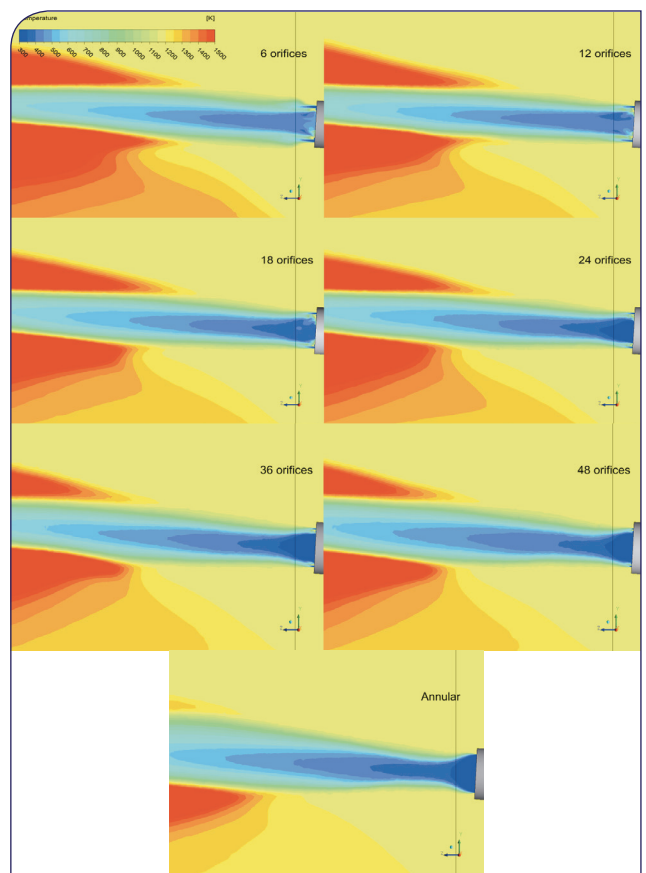 mperature
[K]
300 400 500 600 700 800 900 1000 1100 1200 1300 1400 1500
6 orifices
12 orifices
18 orifices
24 orifices
36 orifices
48 orifices
Annular